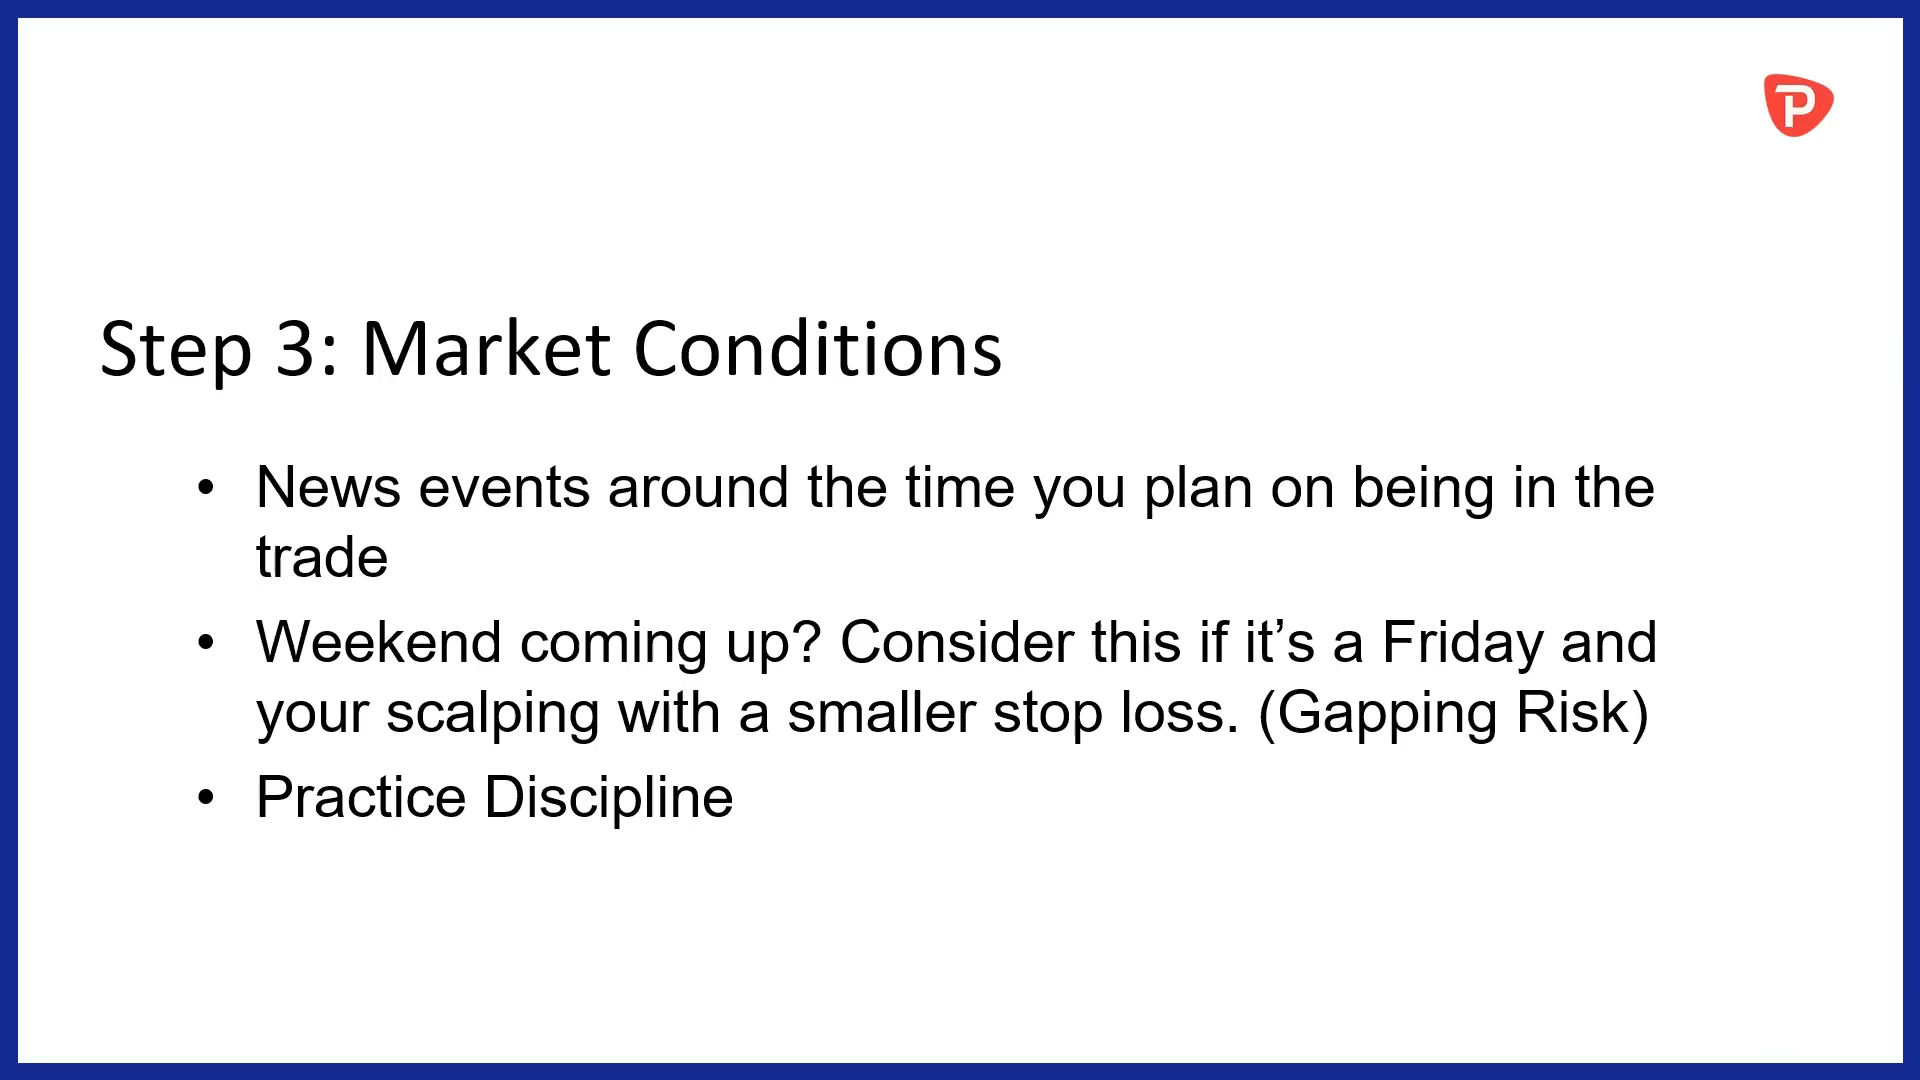 Step 3: Market Conditions
• News events around the time you plan on being in the
trade
• Weekend coming up? Consider this if it’s a Friday and
your scalping with a smaller stop loss. (Gapping Risk)
• Practice Discipline